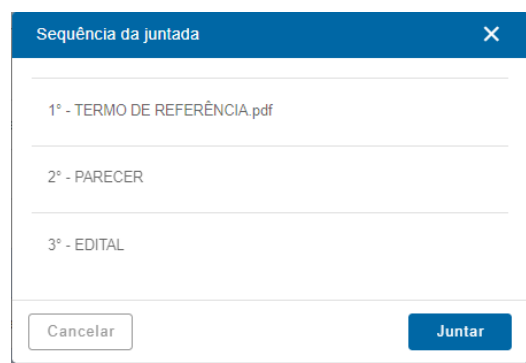 Sequência da juntada
1° - TERMO DE REFERÊNCIA.pdf
2° - PARECER
3° - EDITAL
Cancelar
Juntar